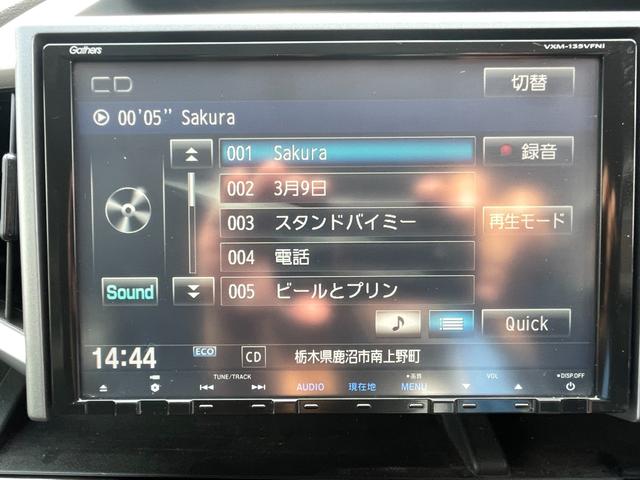 Gathers VXM-135VFNi
CD 切替
00'05" Sakura
001 Sakura 録音
002 3月9日
003 スタンドバイミー 再生モード
004 電話
Sound 005 ビールとプリン
Quick
14:44 ECO CD 栃木県鹿沼市南上野町
TUNE/TRACK AUDIO 現在地 ＊画質 MENU VOL ＊DISP.OFF